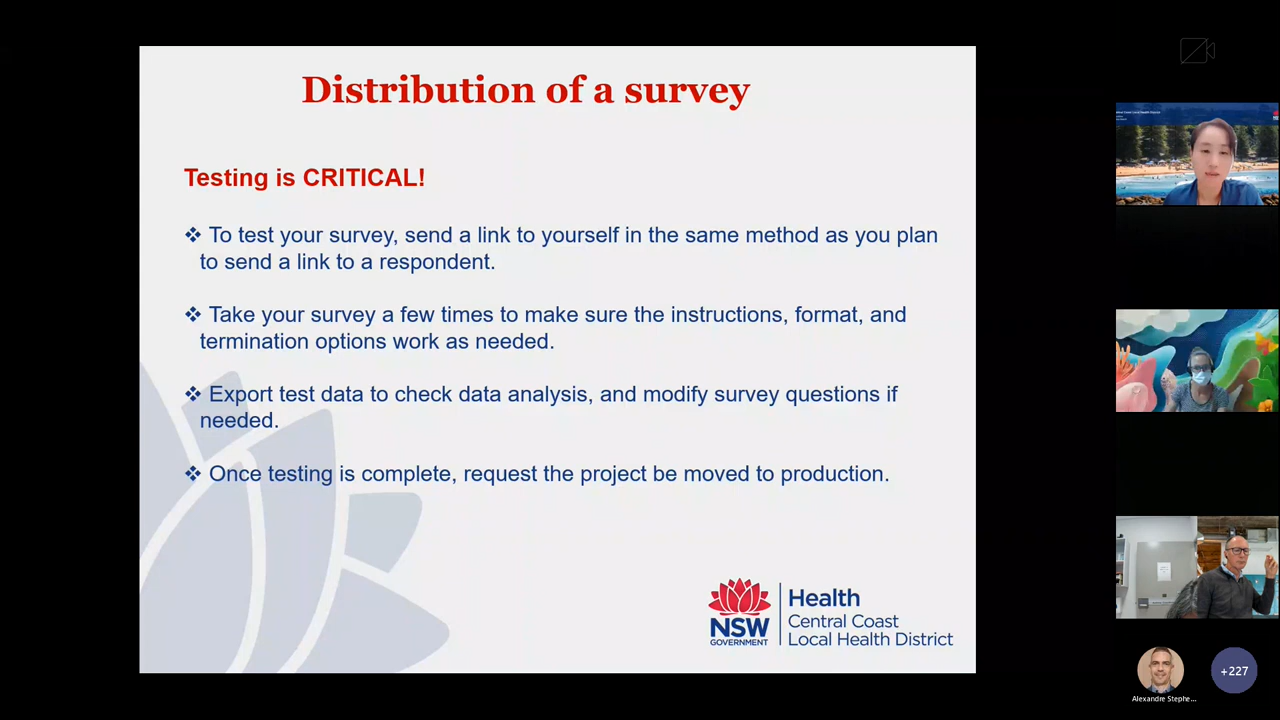 Distribution of a survey
Testing is CRITICAL!
❖ To test your survey, send a link to yourself in the same method as you plan
to send a link to a respondent.
❖ Take your survey a few times to make sure the instructions, format, and
termination options work as needed.
❖ Export test data to check data analysis, and modify survey questions if
needed.
❖ Once testing is complete, request the project be moved to production.
NSW
GOVERNMENT
Health
Central Coast
Local Health District
Alexandre Stephe...
+227